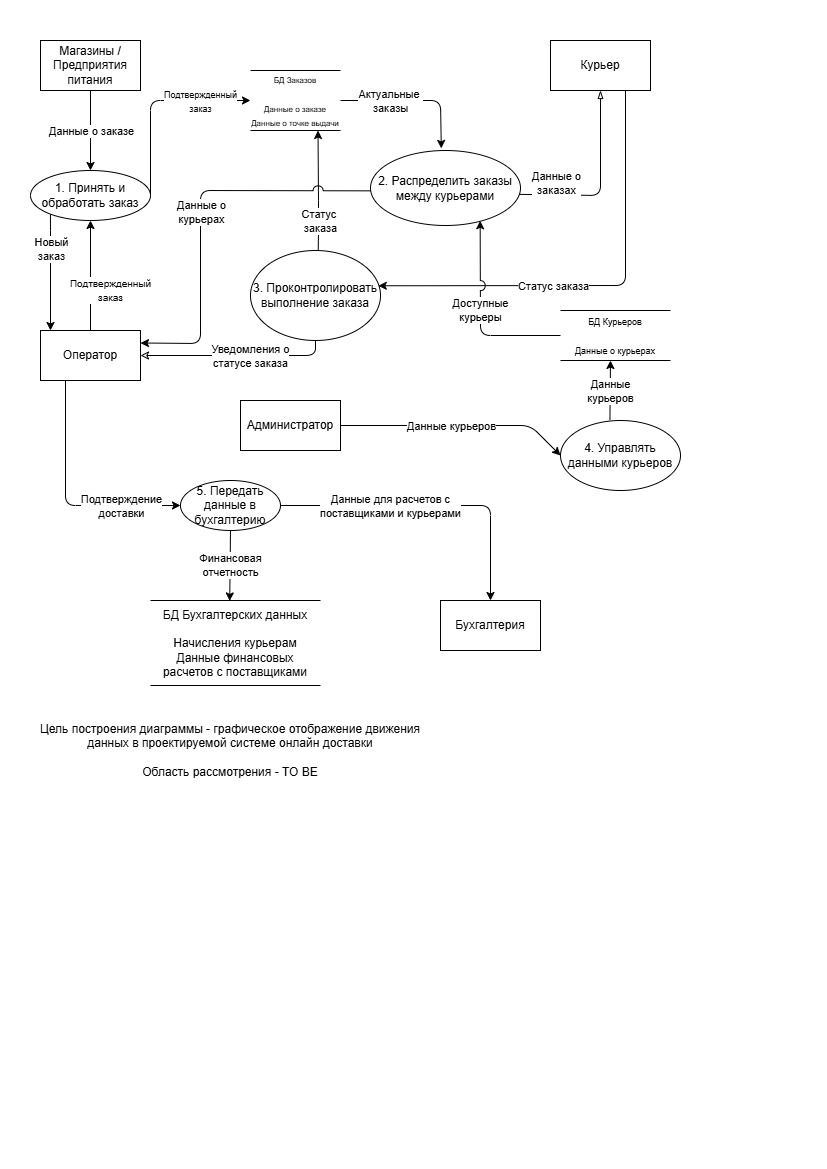 Магазины /
Предприятия
питания
Курьер
БД Заказов
Данные о заказе
Данные о точке выдачи
Подтвержденный
заказ
Актуальные
заказы
Данные о заказе
1. Принять и
обработать заказ
2. Распределить заказы
между курьерами
Данные о
заказах
Данные о
курьерах
Статус
заказа
Новый
заказ
Подтвержденный
заказ
3. Проконтролировать
выполнение заказа
Статус заказа
Доступные
курьеры
БД Курьеров
Данные о курьерах
Оператор
Уведомления о
статусе заказа
Данные
курьеров
Администратор
Данные курьеров
4. Управлять
данными курьеров
Подтверждение
доставки
5. Передать
данные в
бухгалтерию
Данные для расчетов с
поставщиками и курьерами
Финансовая
отчетность
БД Бухгалтерских данных
Начисления курьерам
Данные финансовых
расчетов с поставщиками
Бухгалтерия
Цель построения диаграммы - графическое отображение движения
данных в проектируемой системе онлайн доставки
Область рассмотрения - TO BE